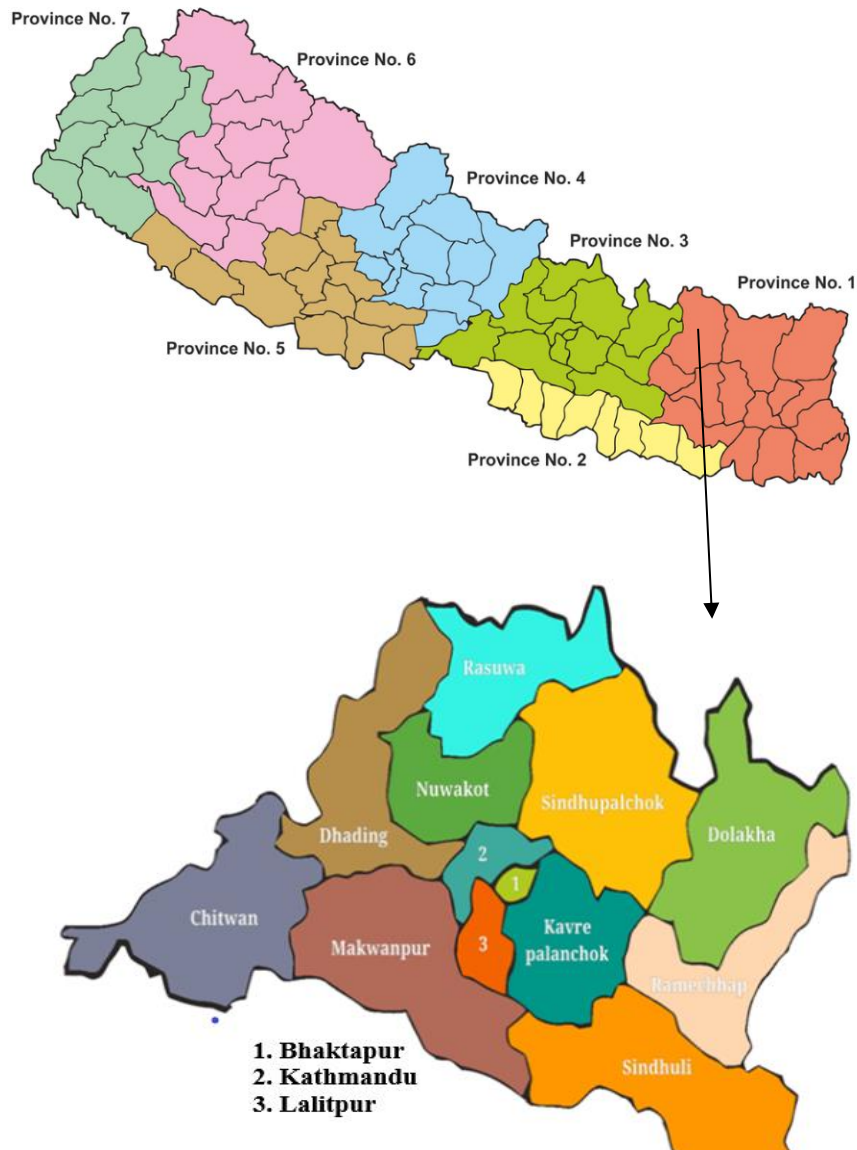 Province No. 7
Province No. 6
Province No. 4
Province No. 3
Province No. 1
Province No. 5
Province No. 2
Rasuwa
Nuwakot
Sindhupalchok
Dhading
Dolakha
2
1
Chitwan
Makwanpur
3
Kavre
palanchok
Ramechhap
1. Bhaktapur
2. Kathmandu
3. Lalitpur
Sindhuli